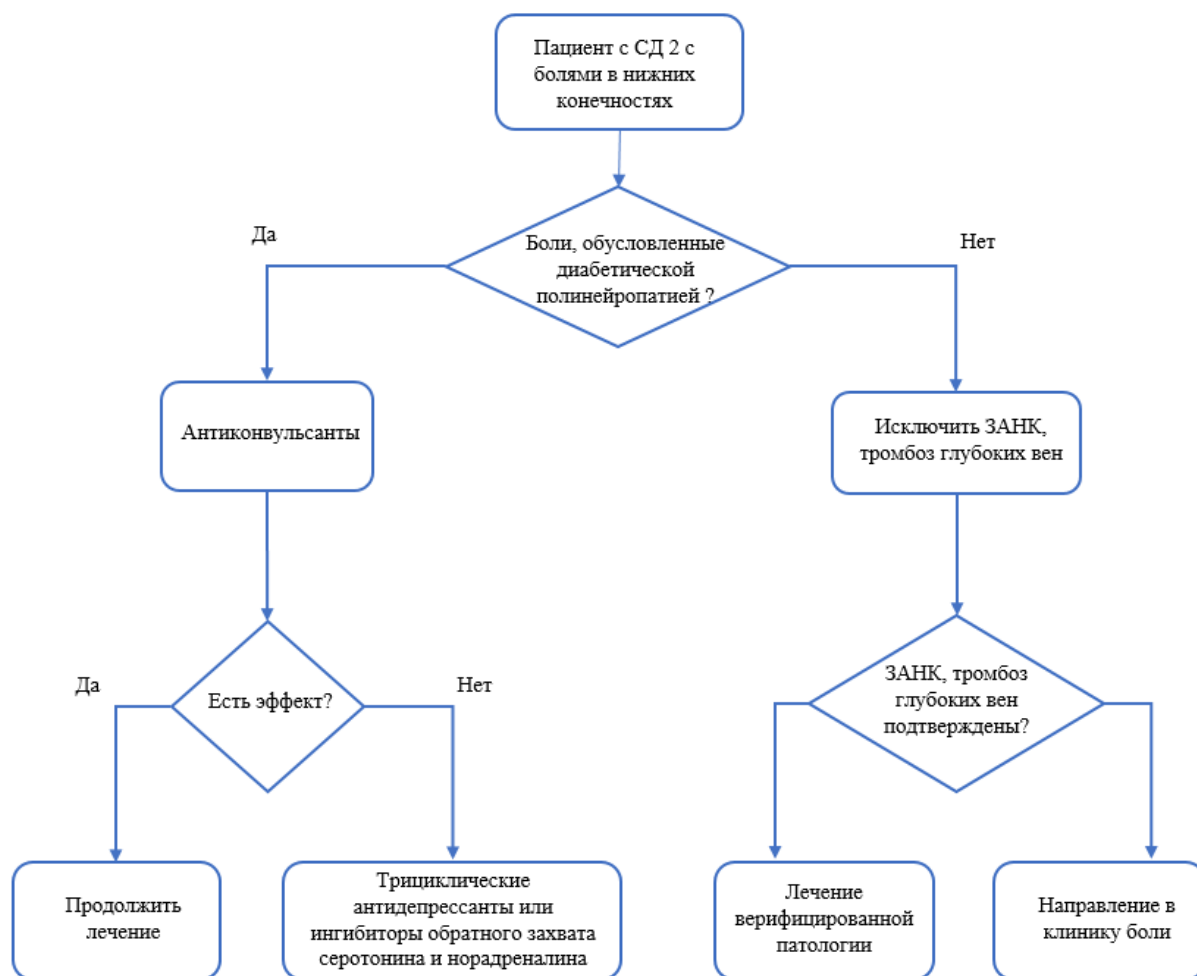 Пациент с СД 2 с
болями в нижних
конечностях
Да
Боли, обусловленные
диабетической
полинейропатией ?
Нет
Антиконвульсанты
Исключить ЗАНК,
тромбоз глубоких вен
Да
Есть эффект?
Нет
ЗАНК, тромбоз
глубоких вен
подтверждены?
Продолжить
лечение
Трициклические
антидепрессанты или
ингибиторы обратного захвата
серотонина и норадреналина
Лечение
верифицированной
патологии
Направление в
клинику боли